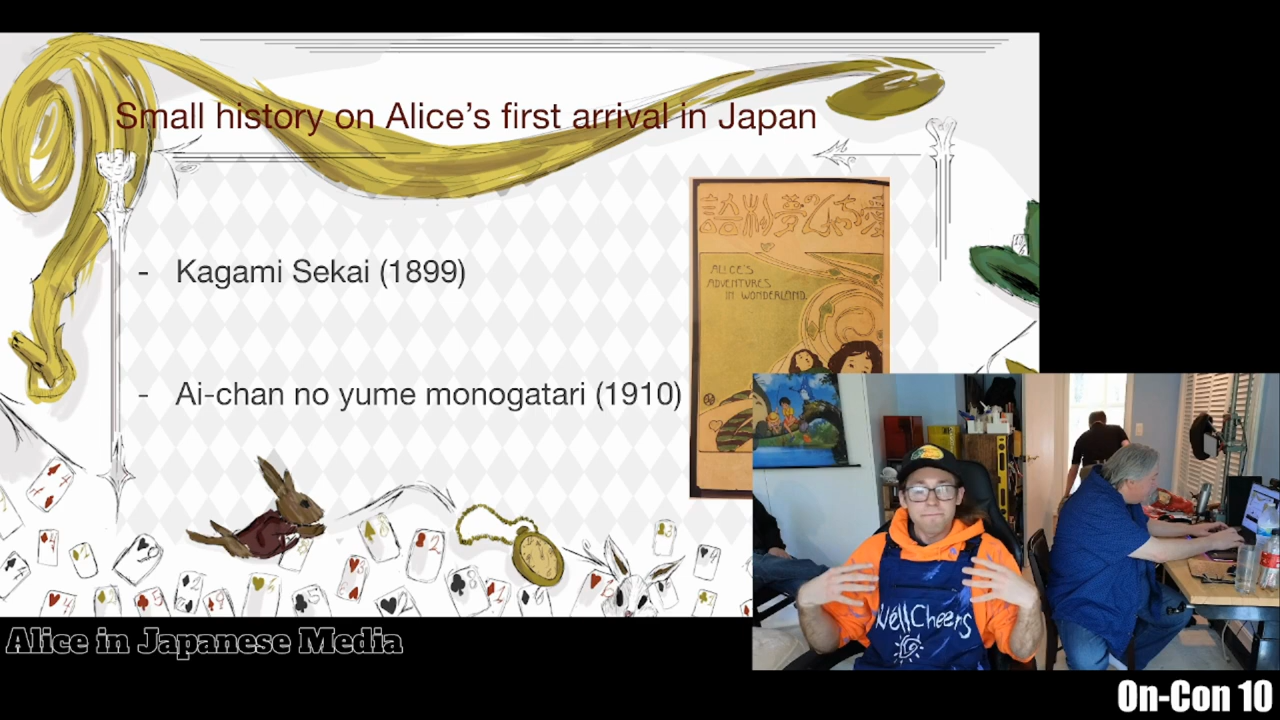 Small history on Alice's first arrival in Japan
- Kagami Sekai (1899)
- Ai-chan no yume monogatari (1910)
ALICE'S
ADVENTURES
IN WONDERLAND.
WellCheers
Alice in Japanese Media
On-Con 10